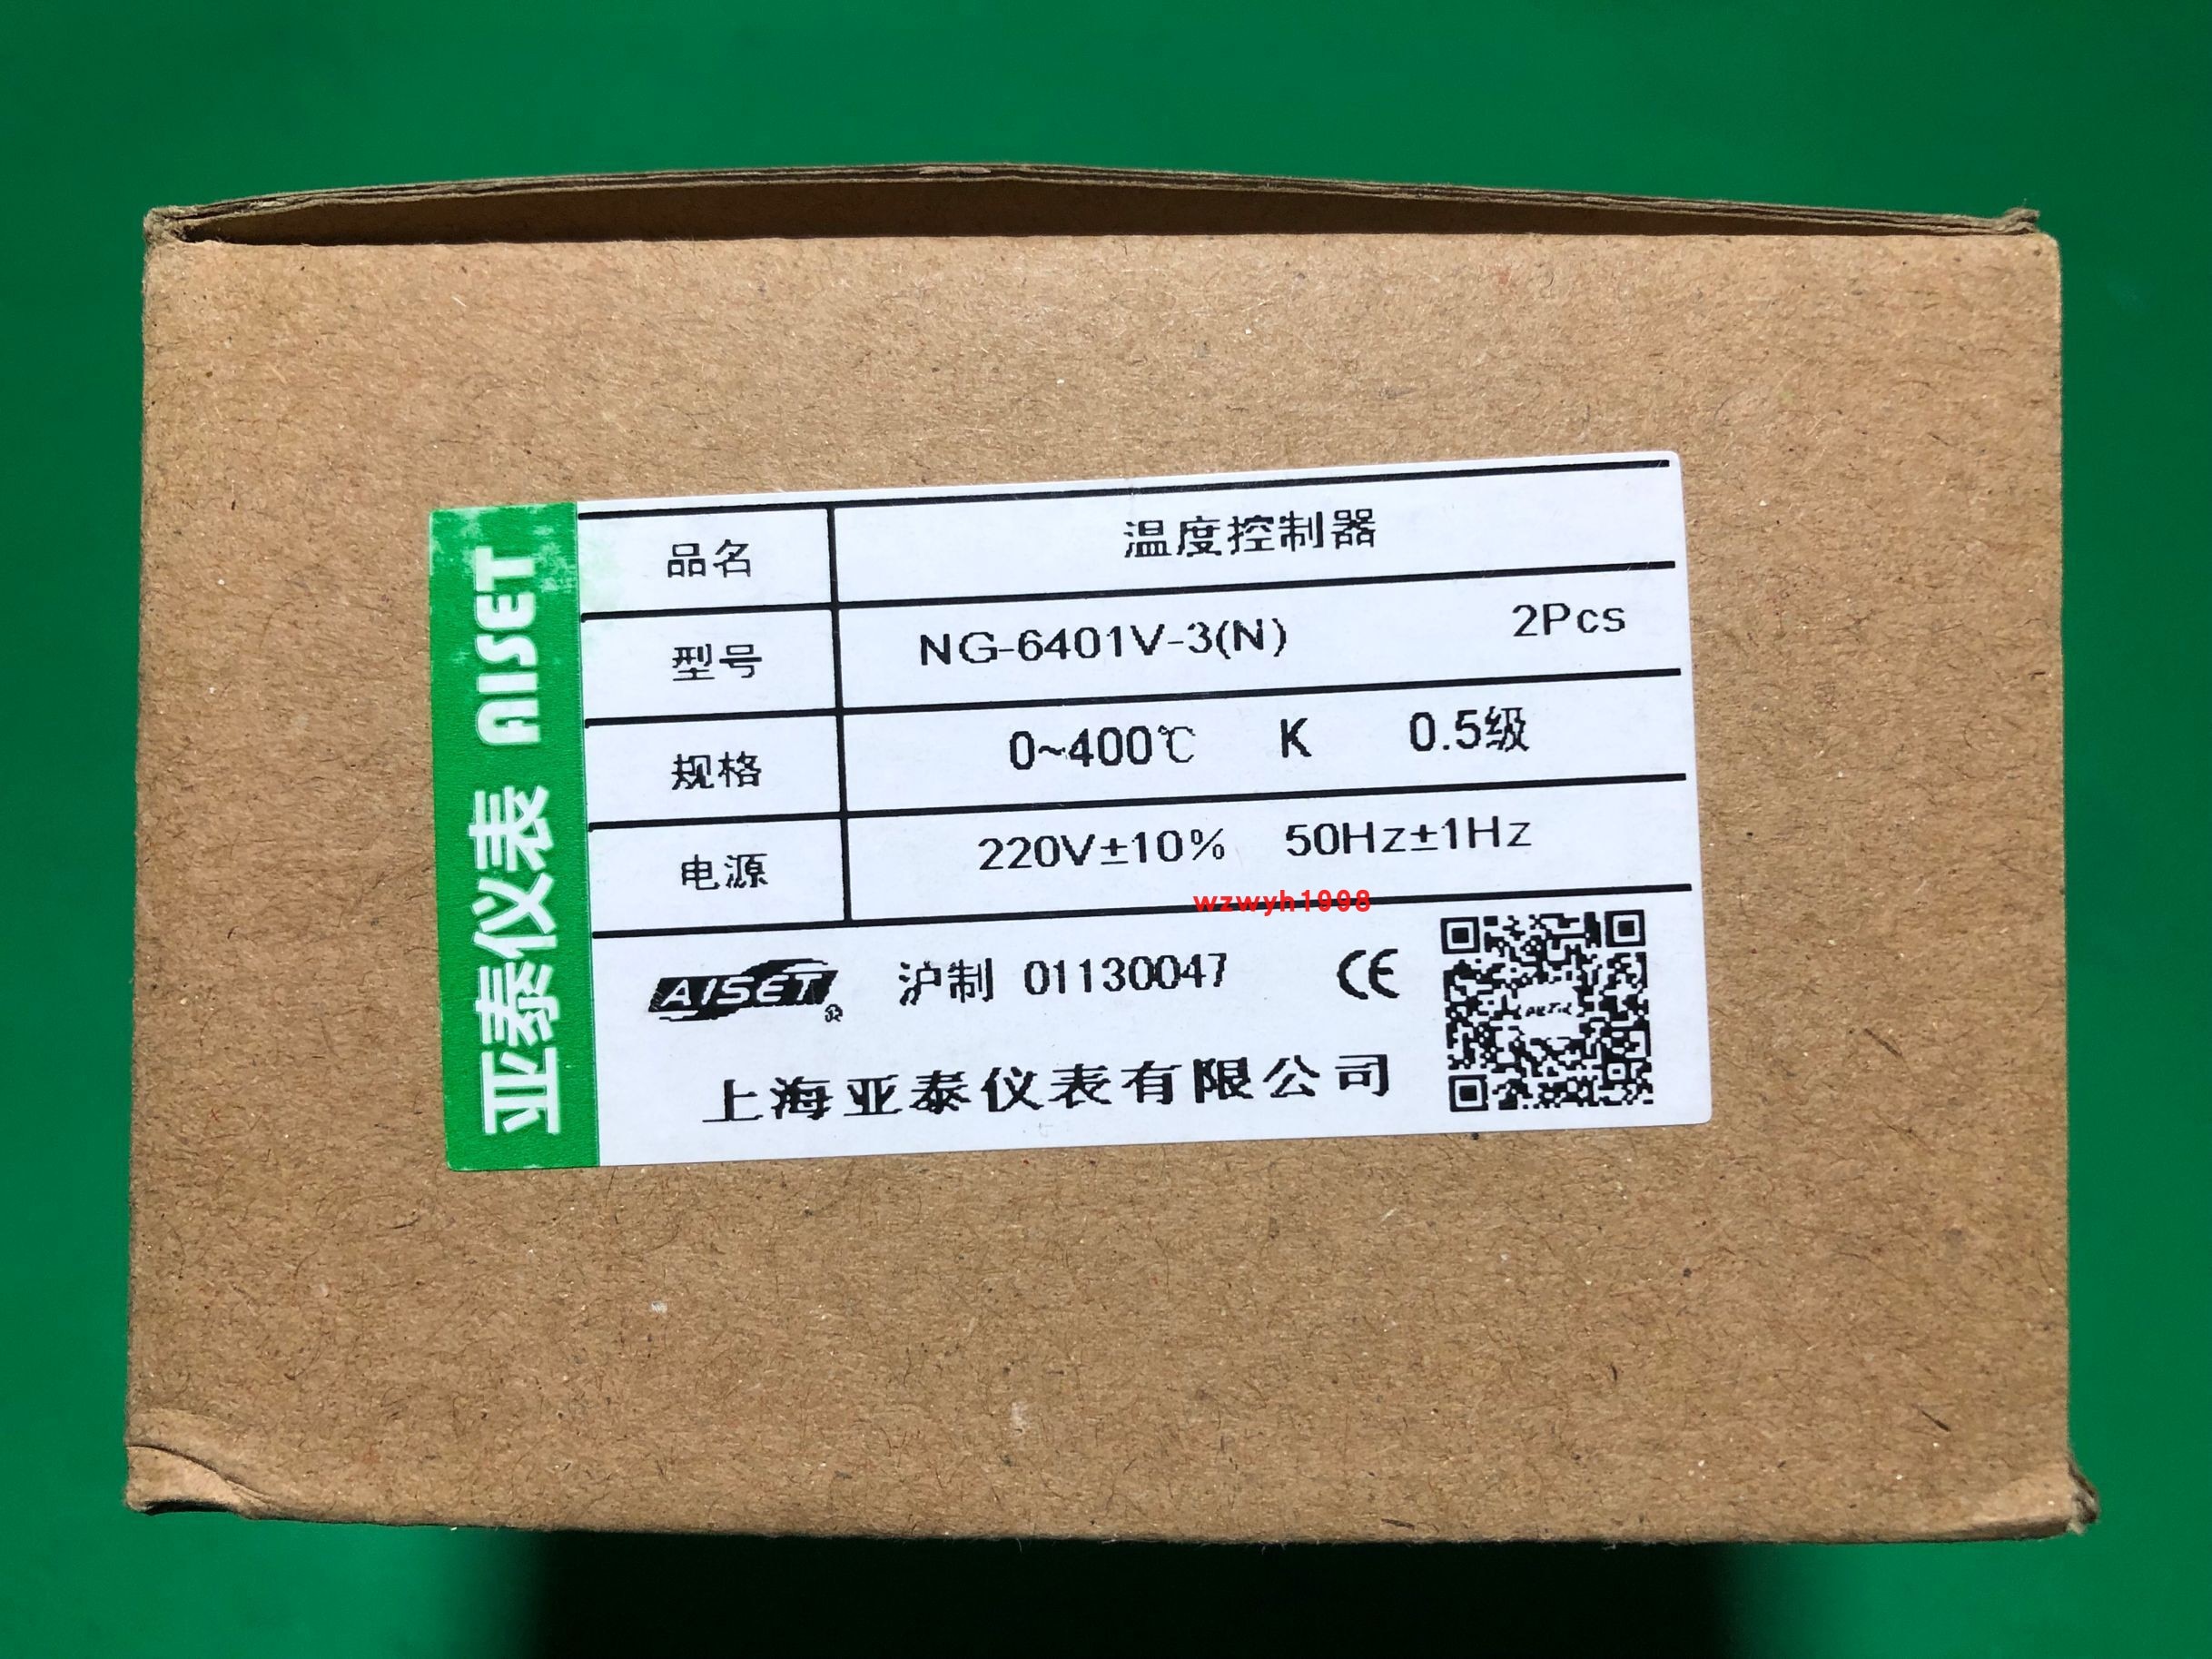 亚泰仪表 AISET
品名 温度控制器
型号 NG-6401V-3(N) 2Pcs
规格 0~400℃ K 0.5级
电源 220V±10% 50Hz±1Hz
wzwyh1998
AISET® 沪制 01130047 CE
上海亚泰仪表有限公司